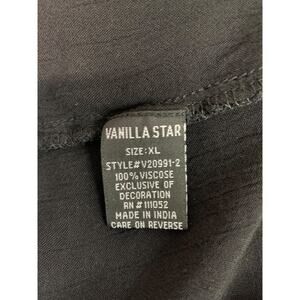 VANILLA STAR
SIZE: XL
STYLE# V20991-2
100% VISCOSE
EXCLUSIVE OF
DECORATION
RN# 111052
MADE IN INDIA
CARE ON REVERSE